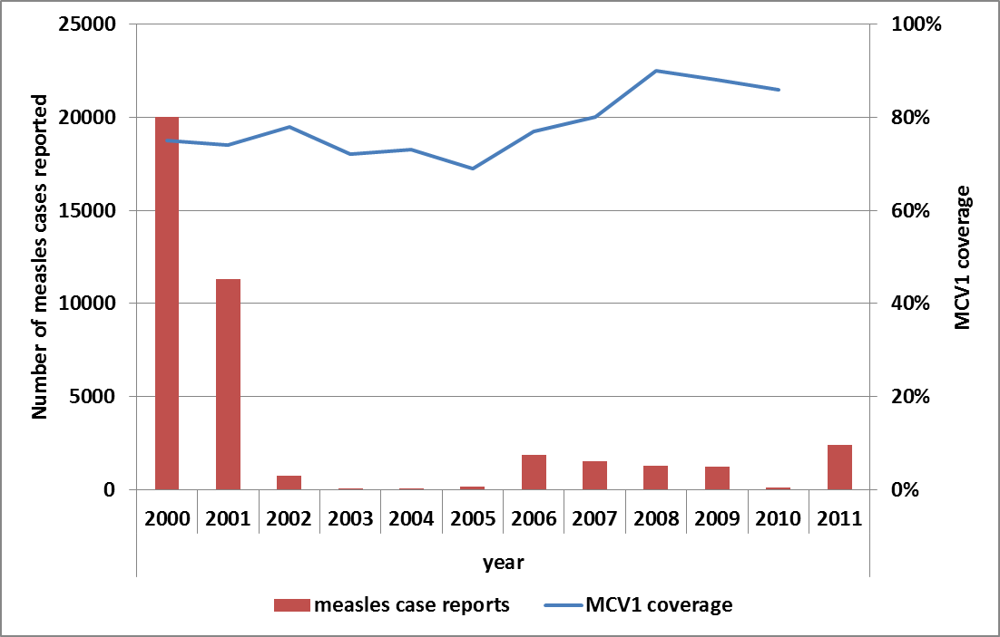 25000
20000
15000
10000
5000
0
Number of measles cases reported
100%
80%
60%
40%
20%
0%
MCV1 coverage
2000 2001 2002 2003 2004 2005 2006 2007 2008 2009 2010 2011
year
measles case reports MCV1 coverage